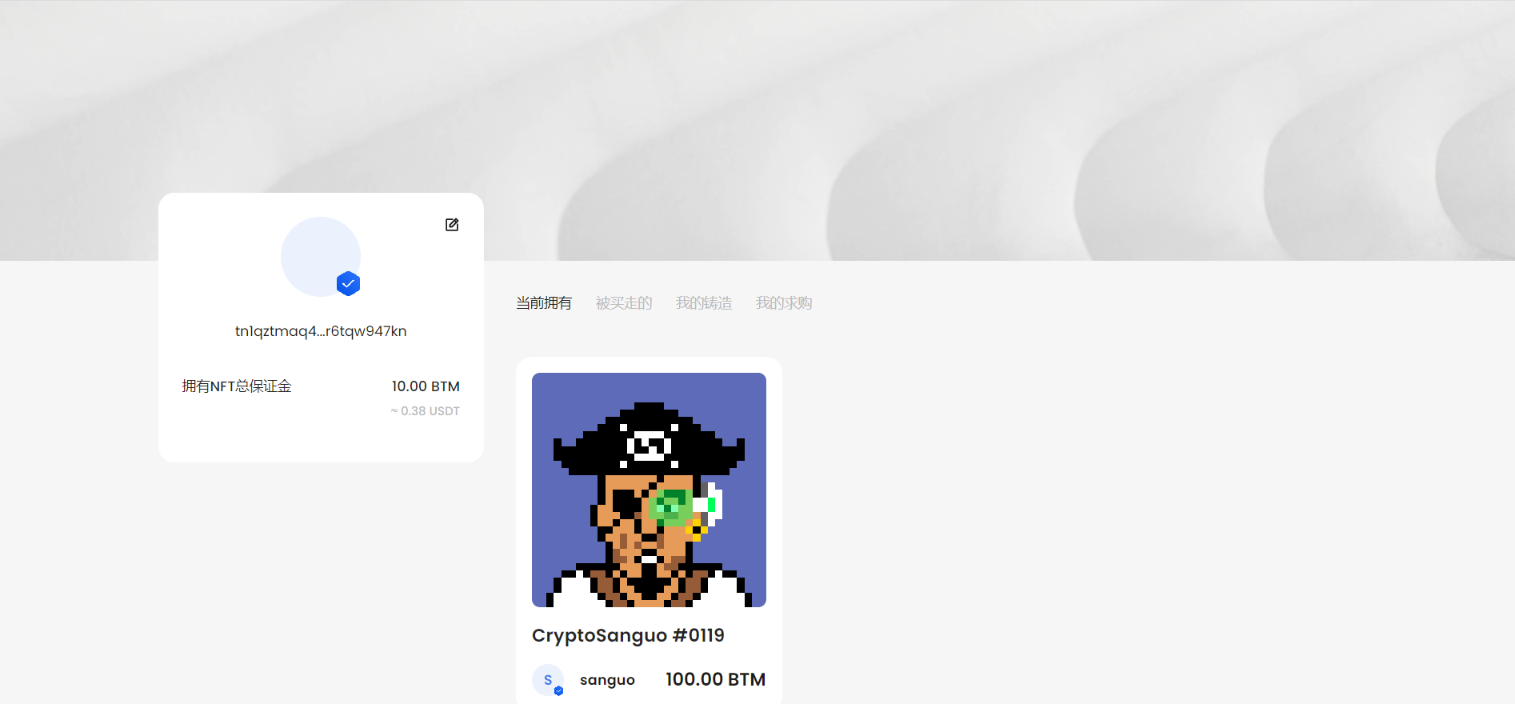 tn1qztmaq4...r6tqw947kn
拥有NFT总保证金 10.00 BTM
~ 0.38 USDT
当前拥有 被买走的 我的铸造 我的求购
CryptoSanguo #0119
S sanguo 100.00 BTM